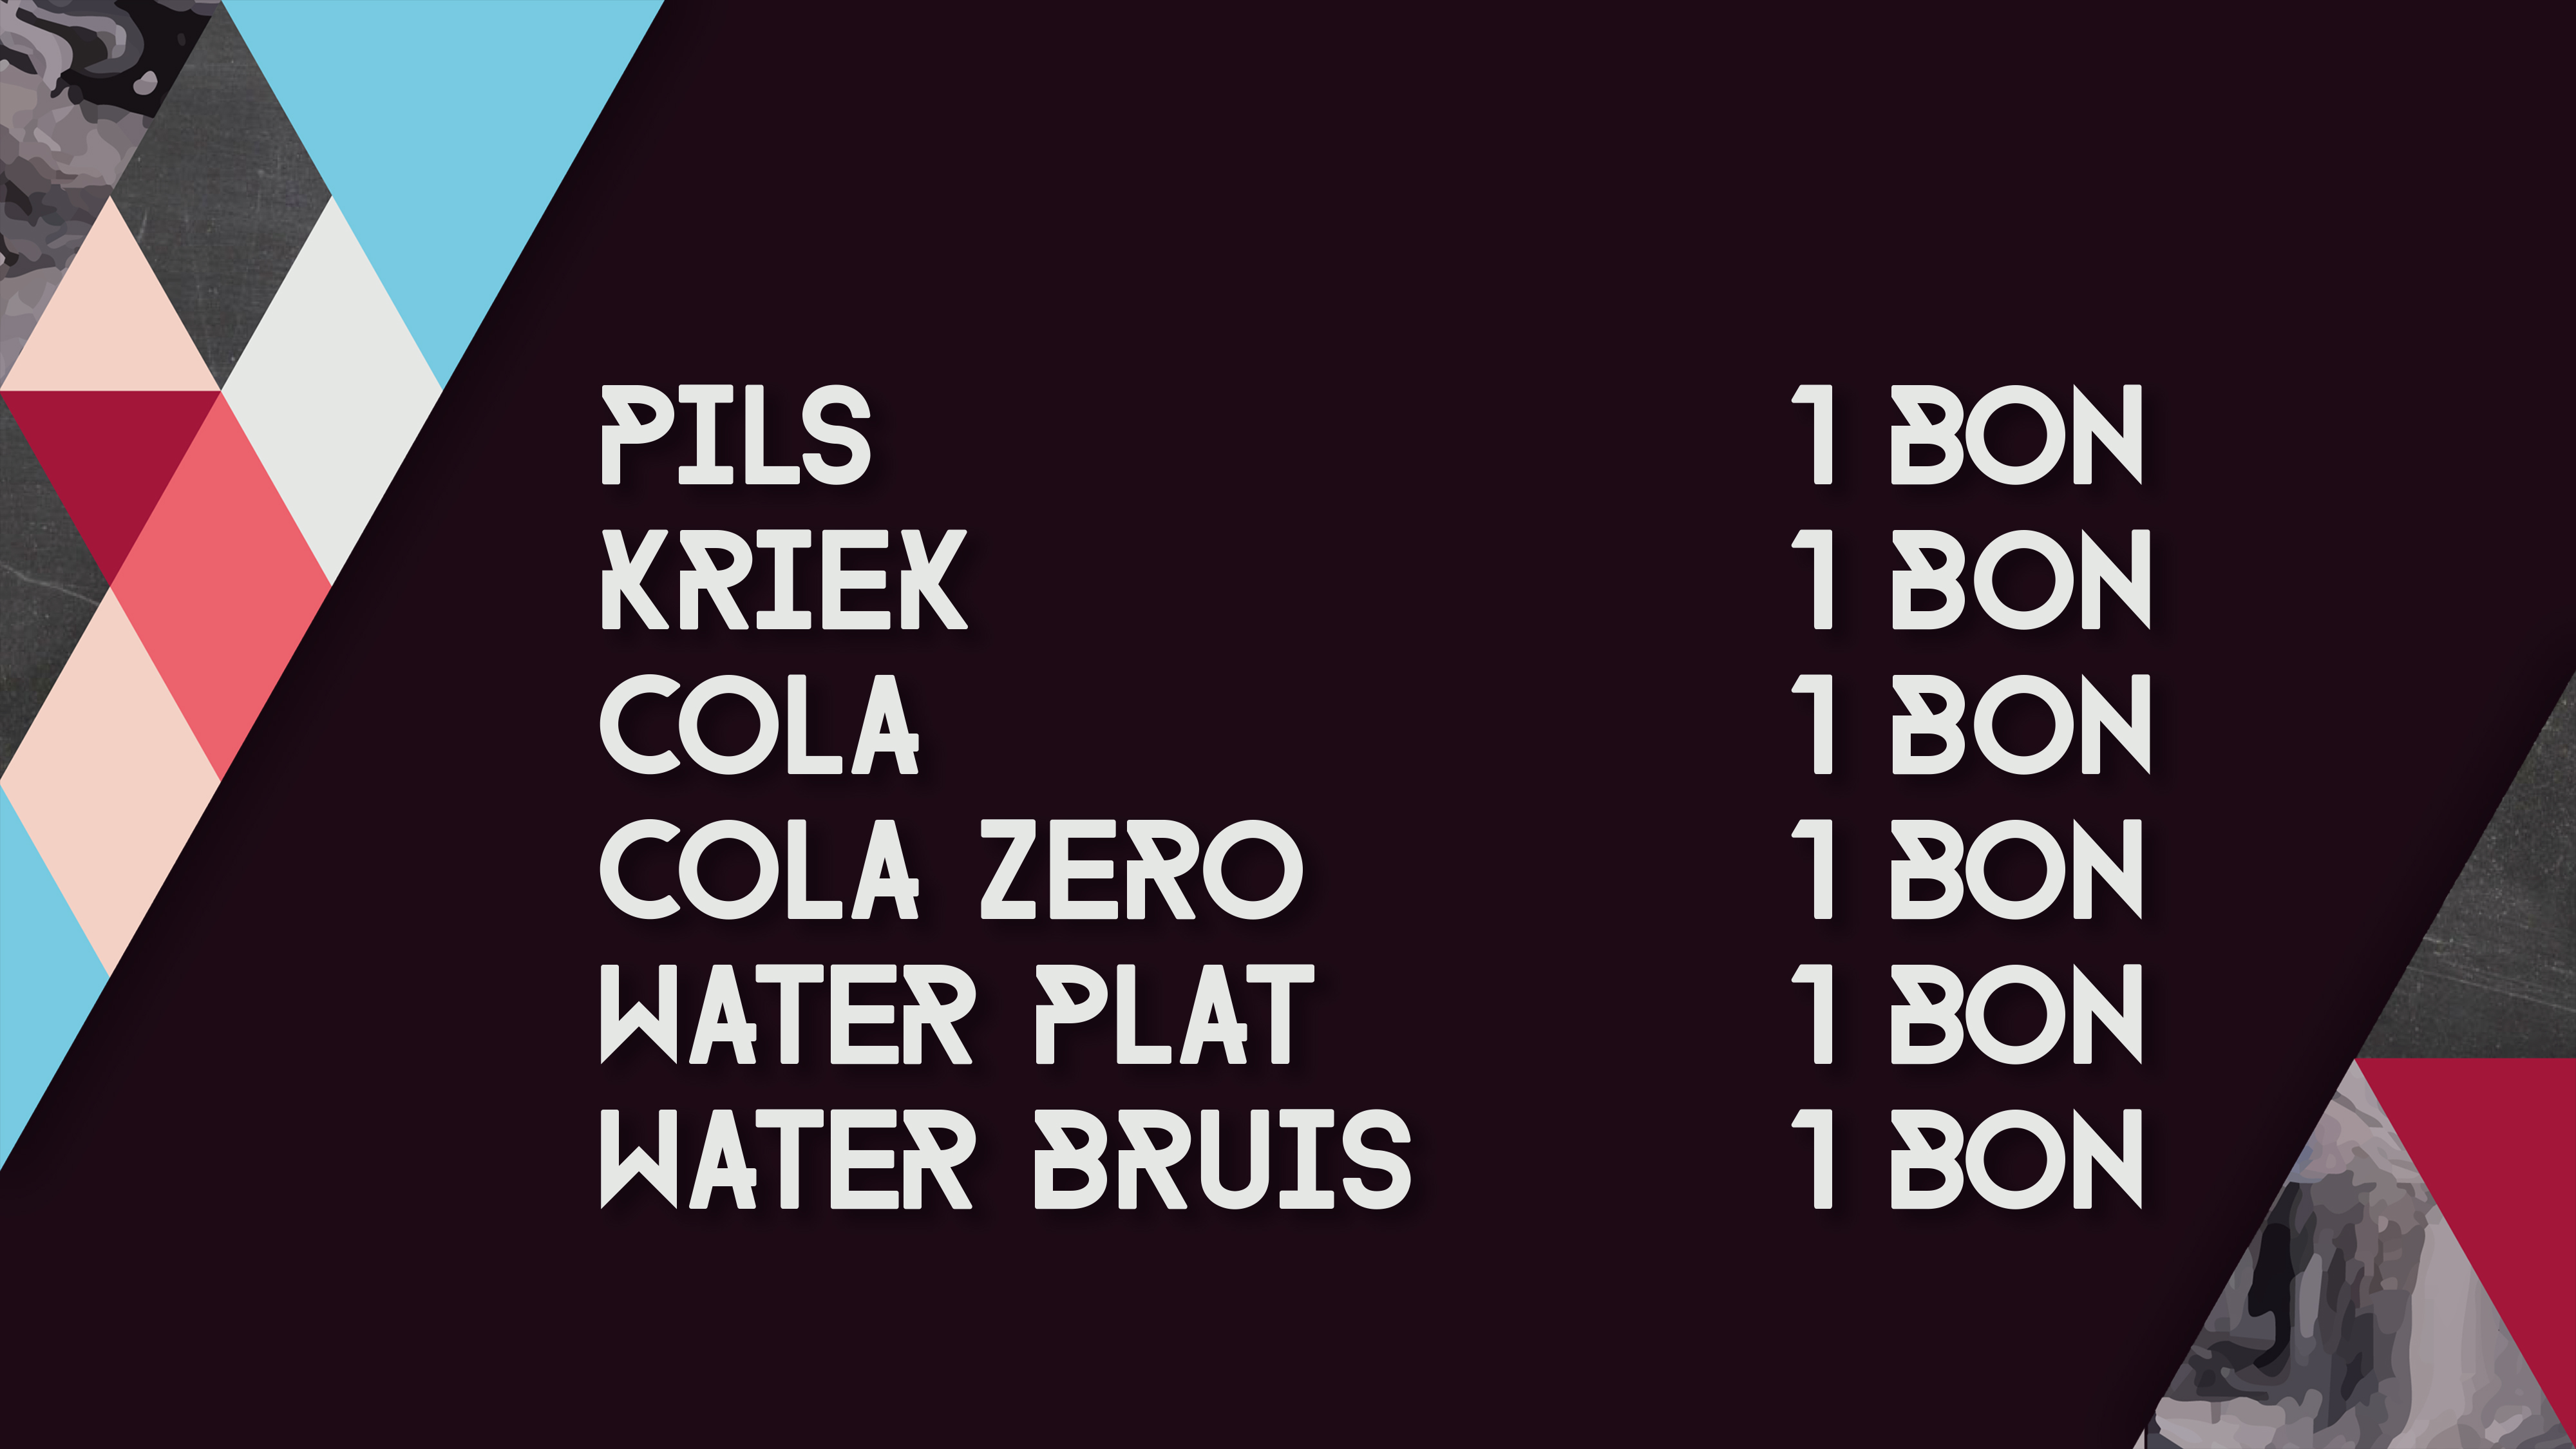 PILS 1 BON
KRIEK 1 BON
COLA 1 BON
COLA ZERO 1 BON
WATER PLAT 1 BON
WATER BRUIS 1 BON